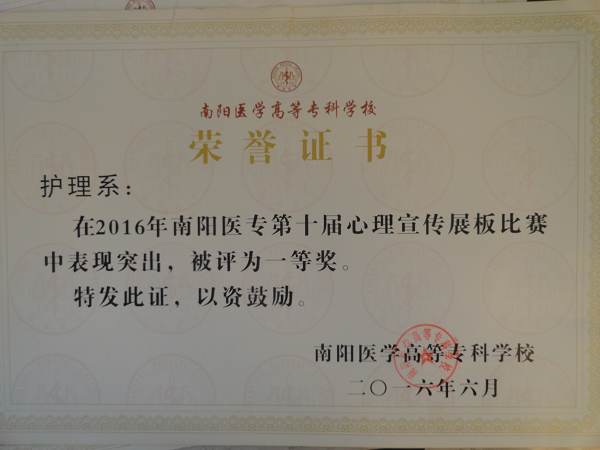 南阳医学高等专科学校
荣誉证书
护理系：
在2016年南阳医专第十届心理宣传展板比赛
中表现突出，被评为一等奖。
特发此证，以资鼓励。
南阳医学高等专科学校
二〇一六年六月